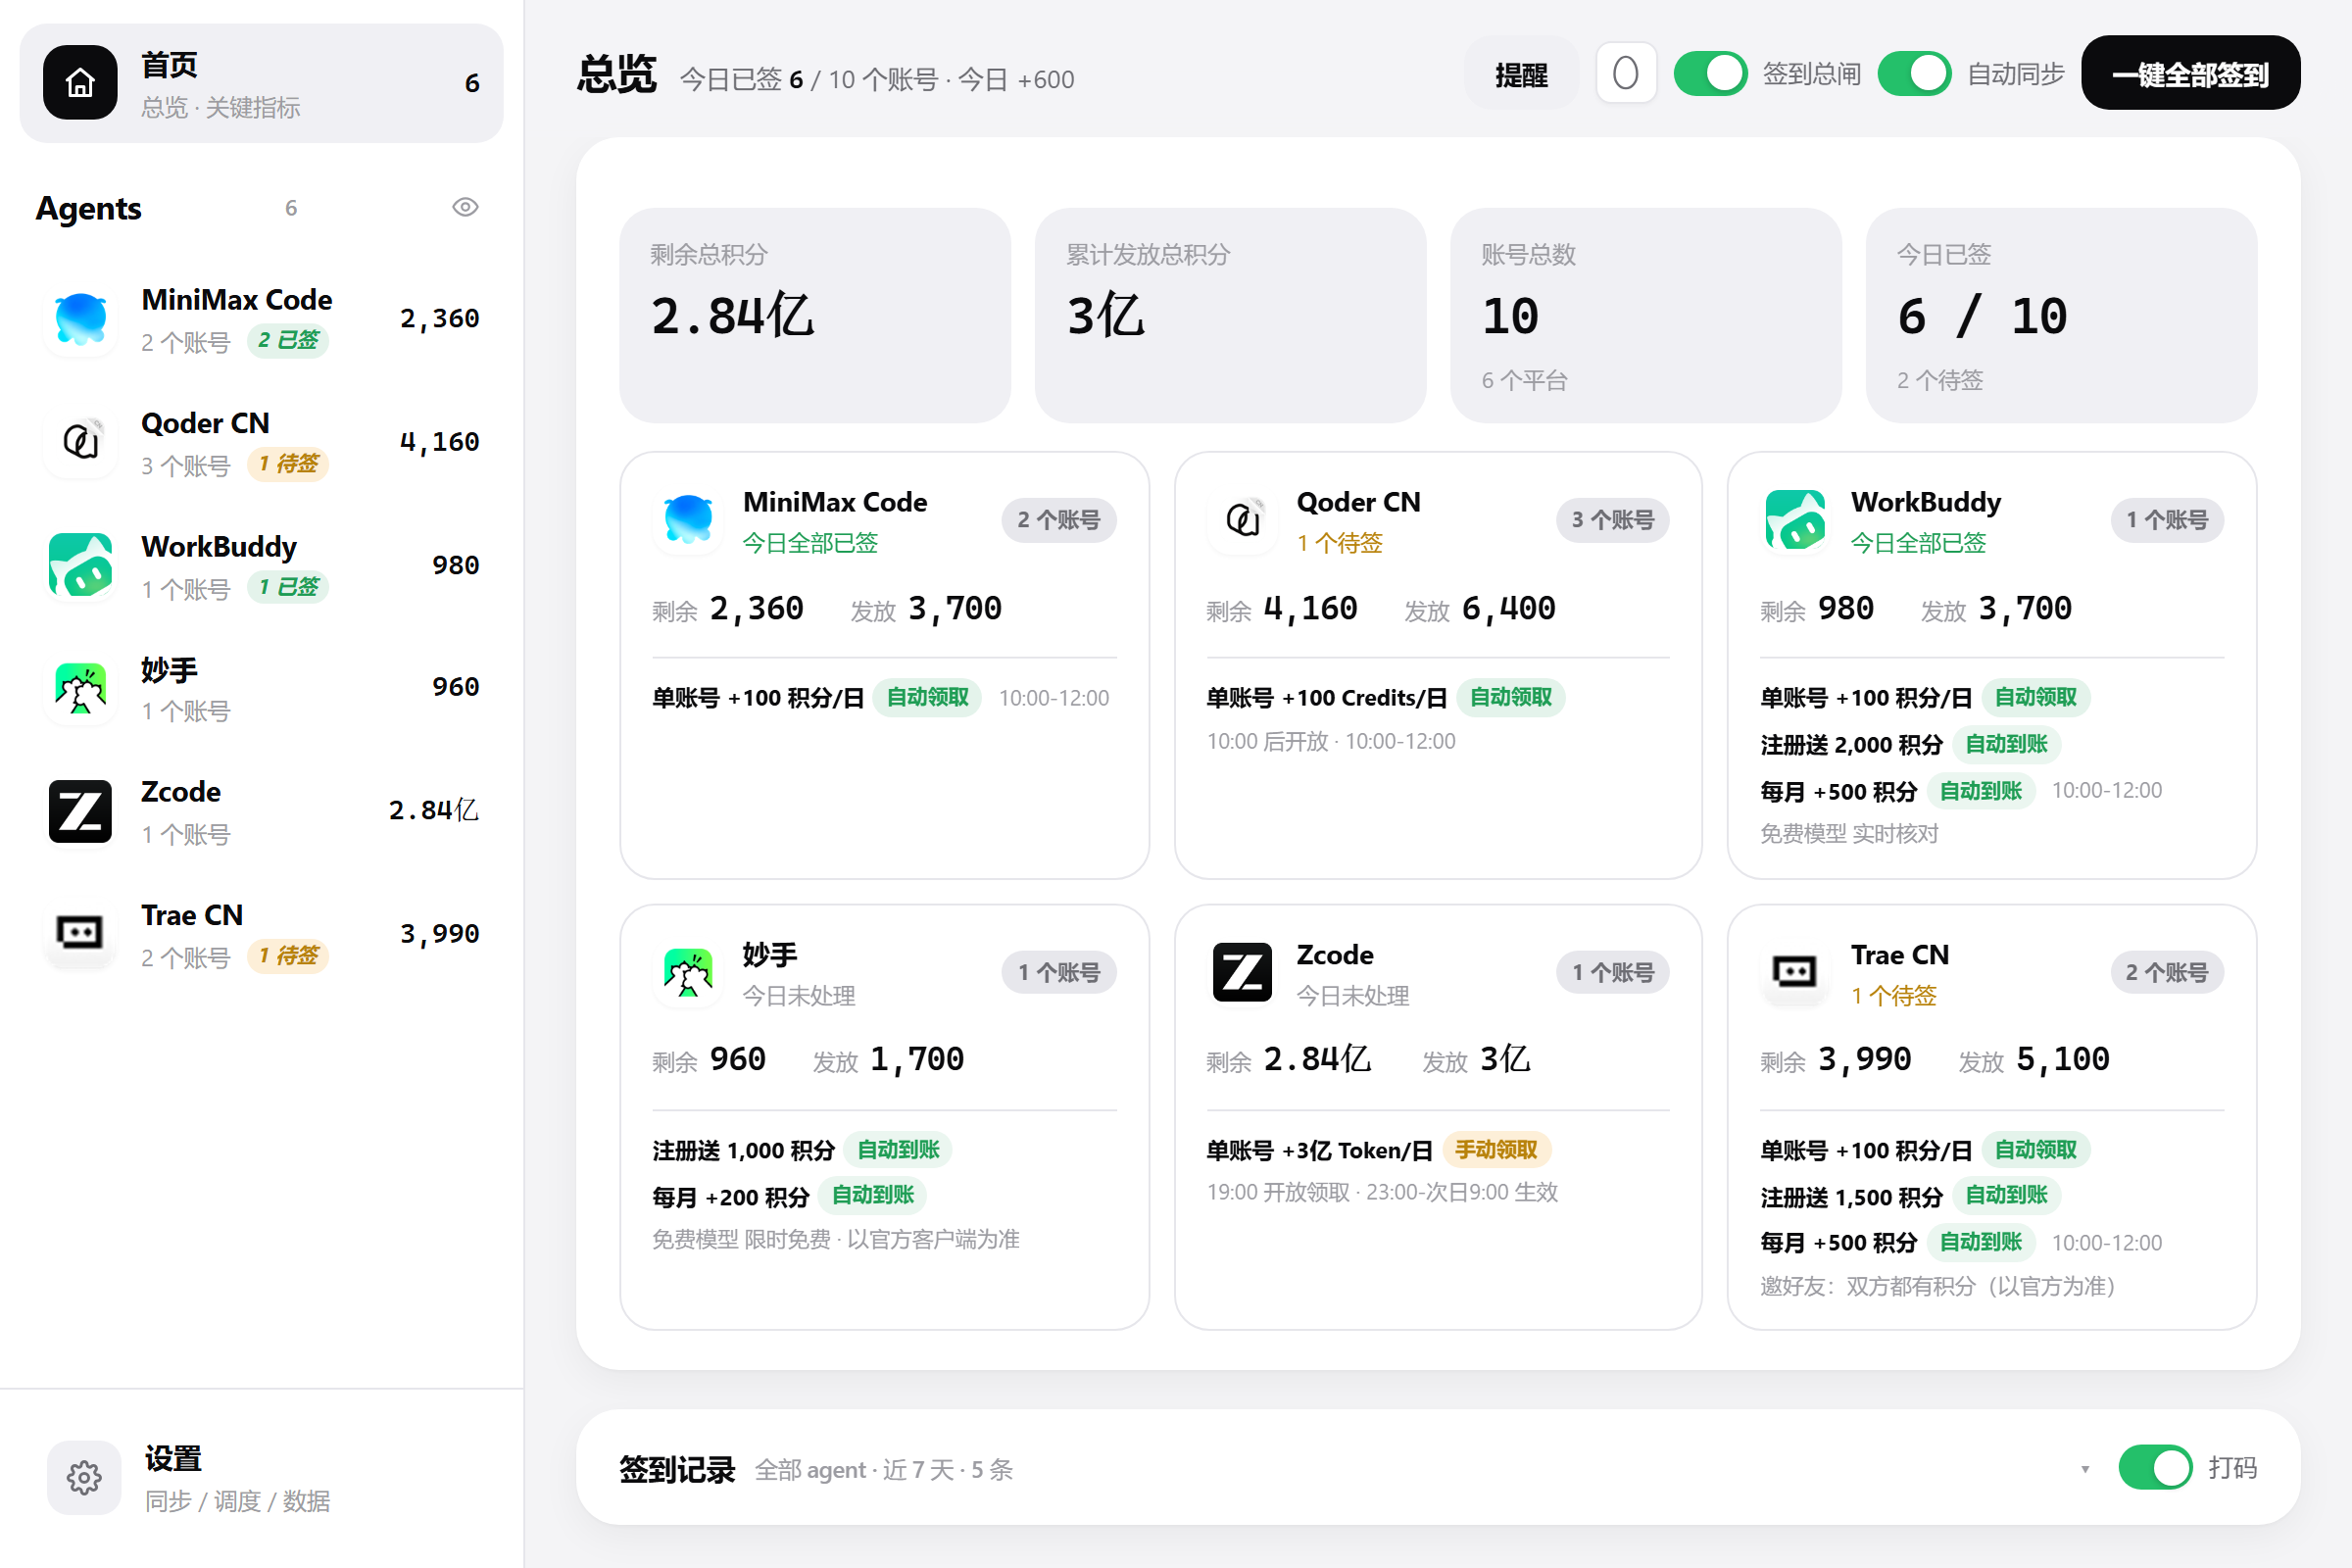 首页
总览 · 关键指标
6
Agents
6
MiniMax Code
2 个账号 2 已签
2,360
Qoder CN
3 个账号 1 待签
4,160
WorkBuddy
1 个账号 1 已签
980
妙手
1 个账号
960
Zcode
1 个账号
2.84亿
Trae CN
2 个账号 1 待签
3,990
设置
同步 / 调度 / 数据
总览 今日已签 6 / 10 个账号 · 今日 +600
提醒 签到总闸 自动同步 一键全部签到
剩余总积分
2.84亿
累计发放总积分
3亿
账号总数
10
6 个平台
今日已签
6 / 10
2 个待签
MiniMax Code
今日全部已签
2 个账号
剩余 2,360 发放 3,700
单账号 +100 积分/日 自动领取 10:00-12:00
Qoder CN
1 个待签
3 个账号
剩余 4,160 发放 6,400
单账号 +100 Credits/日 自动领取
10:00 后开放 · 10:00-12:00
WorkBuddy
今日全部已签
1 个账号
剩余 980 发放 3,700
单账号 +100 积分/日 自动领取
注册送 2,000 积分 自动到账
每月 +500 积分 自动到账 10:00-12:00
免费模型 实时核对
妙手
今日未处理
1 个账号
剩余 960 发放 1,700
注册送 1,000 积分 自动到账
每月 +200 积分 自动到账
免费模型 限时免费 · 以官方客户端为准
Zcode
今日未处理
1 个账号
剩余 2.84亿 发放 3亿
单账号 +3亿 Token/日 手动领取
19:00 开放领取 · 23:00-次日9:00 生效
Trae CN
1 个待签
2 个账号
剩余 3,990 发放 5,100
单账号 +100 积分/日 自动领取
注册送 1,500 积分 自动到账
每月 +500 积分 自动到账 10:00-12:00
邀好友：双方都有积分（以官方为准）
签到记录 全部 agent · 近 7 天 · 5 条
打码